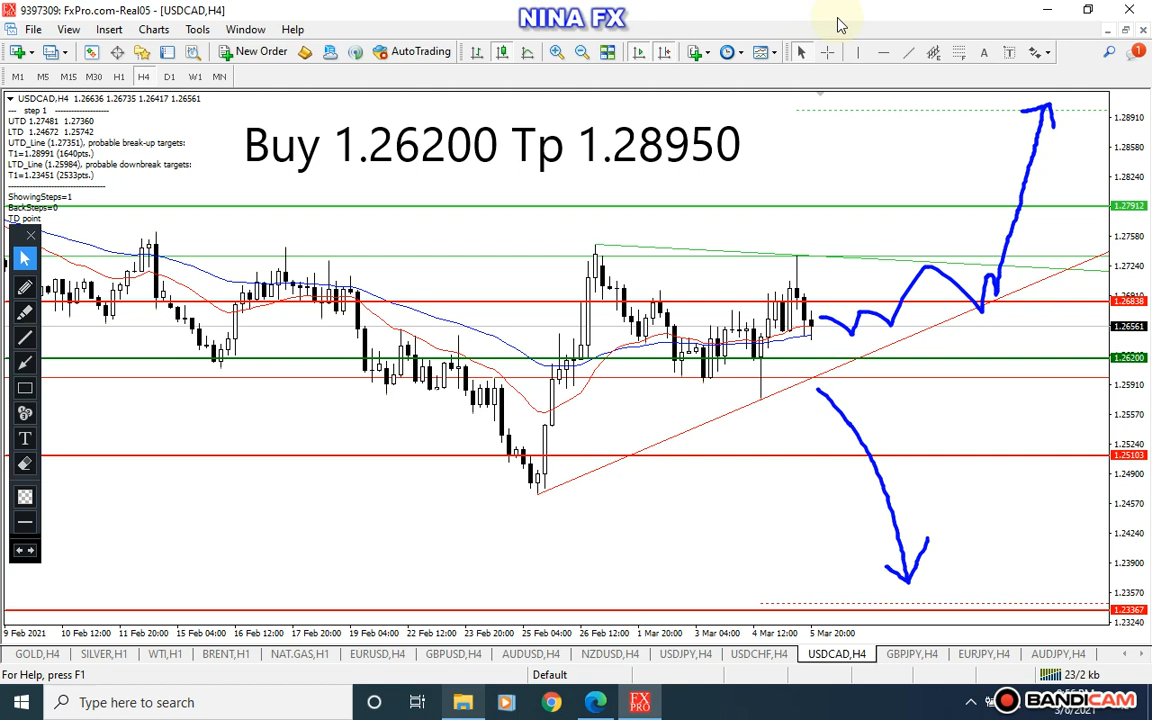 9397309: FxPro.com-Real05 - [USDCAD,H4]
NINA FX
File View Insert Charts Tools Window Help
New Order AutoTrading
A T 1
M1 M5 M15 M30 H1 H4 D1 W1 MN
USDCAD,H4 1.26636 1.26735 1.26417 1.26561
--- step 1 --------------------
UTD 1.27481 1.27360
LTD 1.24672 1.25742
UTD_Line (1.27351), probable break-up targets:
T1=1.28991 (1640pts.)
LTD_Line (1.25984), probable downbreak targets:
T1=1.23451 (2533pts.)
ShowingSteps=1
BackSteps=0
TD point
Buy 1.26200 Tp 1.28950
T
1.28910
1.28580
1.28240
1.27912
1.27580
1.27240
1.26838
1.26561
1.26200
1.25910
1.25570
1.25240
1.25103
1.24900
1.24570
1.24240
1.23900
1.23570
1.23367
1.23240
9 Feb 2021 10 Feb 12:00 11 Feb 20:00 15 Feb 04:00 16 Feb 12:00 17 Feb 20:00 19 Feb 04:00 22 Feb 12:00 23 Feb 20:00 25 Feb 04:00 26 Feb 12:00 1 Mar 20:00 3 Mar 04:00 4 Mar 12:00 5 Mar 20:00
GOLD,H4 SILVER,H1 WTI,H1 BRENT,H1 NAT.GAS,H1 EURUSD,H4 GBPUSD,H4 AUDUSD,H4 NZDUSD,H4 USDJPY,H4 USDCHF,H4 USDCAD,H4 GBPJPY,H4 EURJPY,H4 AUDJPY,H4
For Help, press F1 Default 23/2 kb
Type here to search FX PRO BANDICAM